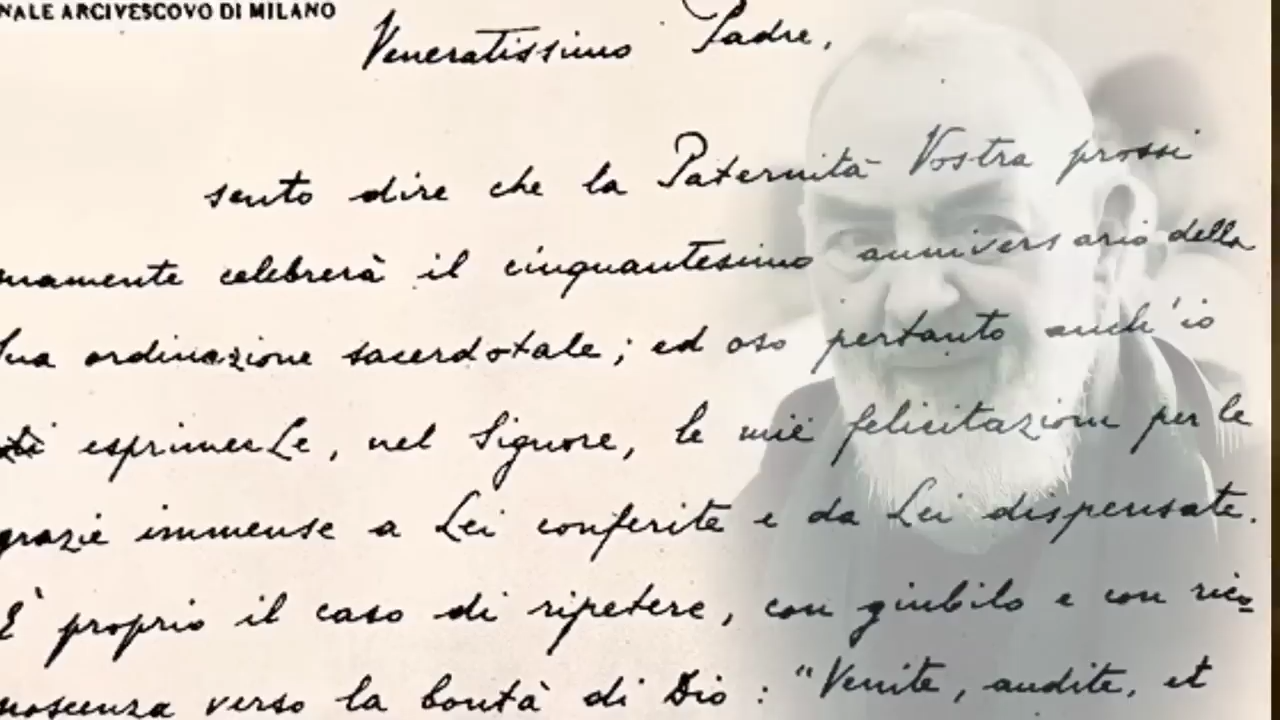 NALE ARCIVESCOVO DI MILANO
Veneratissimo Padre,
sento dire che la Paternità Vostra prossi
mamente celebrerà il cinquantesimo anniversario della
Sua ordinazione sacerdotale; ed oso pertanto anch'io
esprimerLe, nel Signore, le mie felicitazioni per le
grazie immense a Lei conferite e da Lei dispensate.
È proprio il caso di ripetere, con giubilo e con rico
noscenza verso la bontà di Dio: "Venite, audite, et